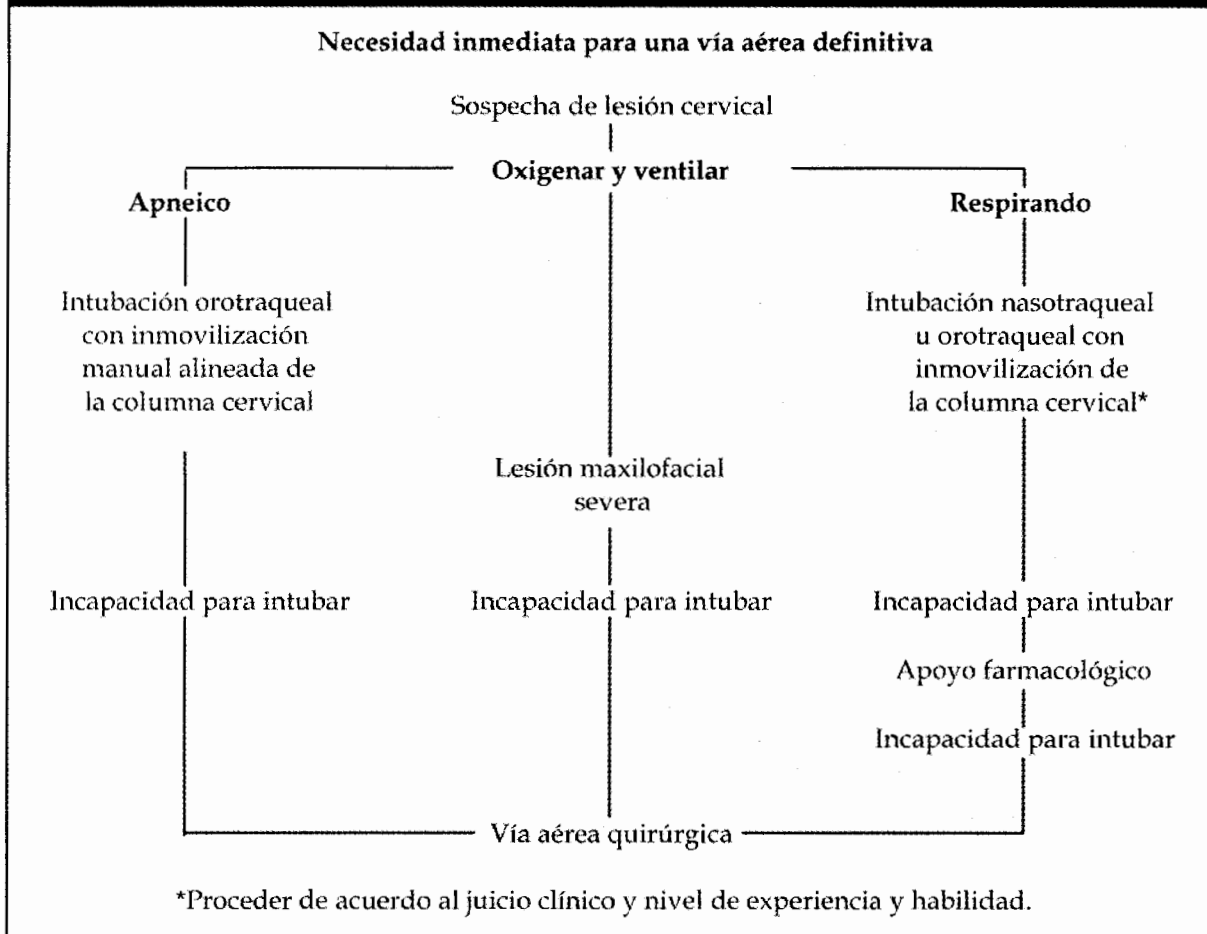 Necesidad inmediata para una vía aérea definitiva
Sospecha de lesión cervical
Oxigenar y ventilar
Apneico
Respirando
Intubación orotraqueal
con inmovilización
manual alineada de
la columna cervical
Intubación nasotraqueal
u orotraqueal con
inmovilización de
la columna cervical*
Lesión maxilofacial
severa
Incapacidad para intubar
Incapacidad para intubar
Incapacidad para intubar
Apoyo farmacológico
Incapacidad para intubar
Vía aérea quirúrgica
*Proceder de acuerdo al juicio clínico y nivel de experiencia y habilidad.